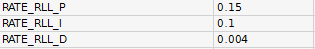 RATE_RLL_P 0.15
RATE_RLL_I 0.1
RATE_RLL_D 0.004